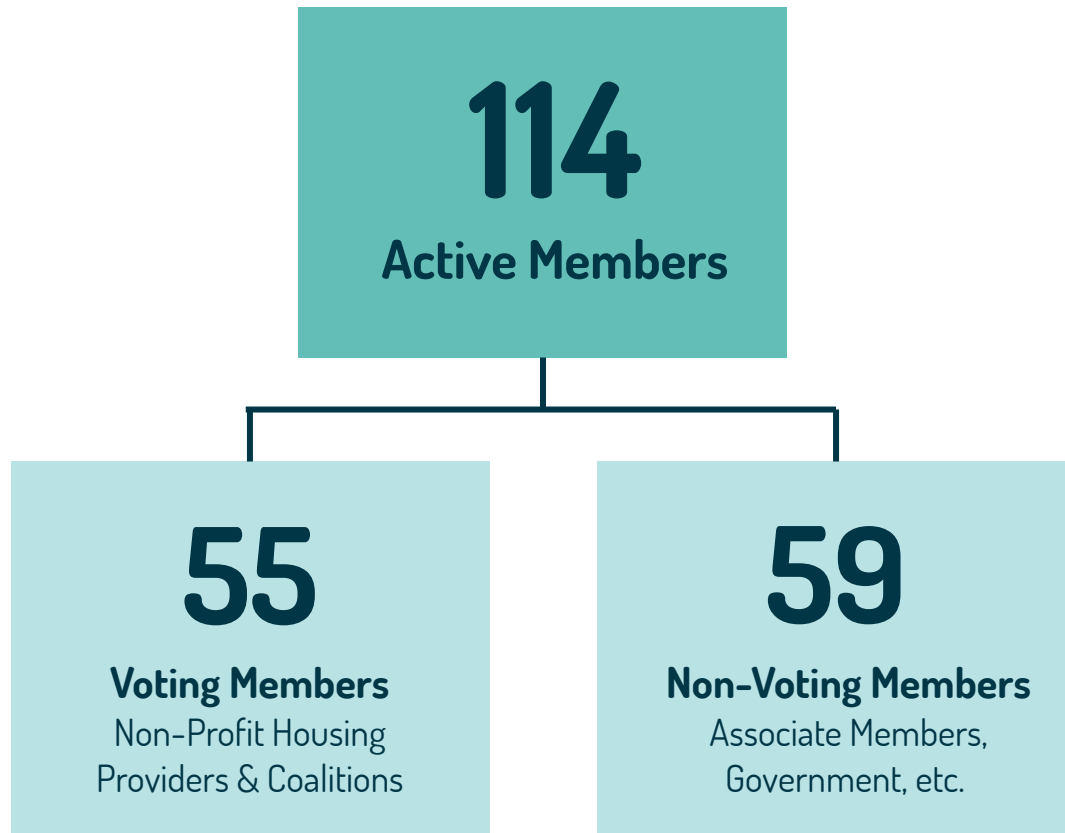 114
Active Members
55
Voting Members
Non-Profit Housing
Providers & Coalitions
59
Non-Voting Members
Associate Members,
Government, etc.